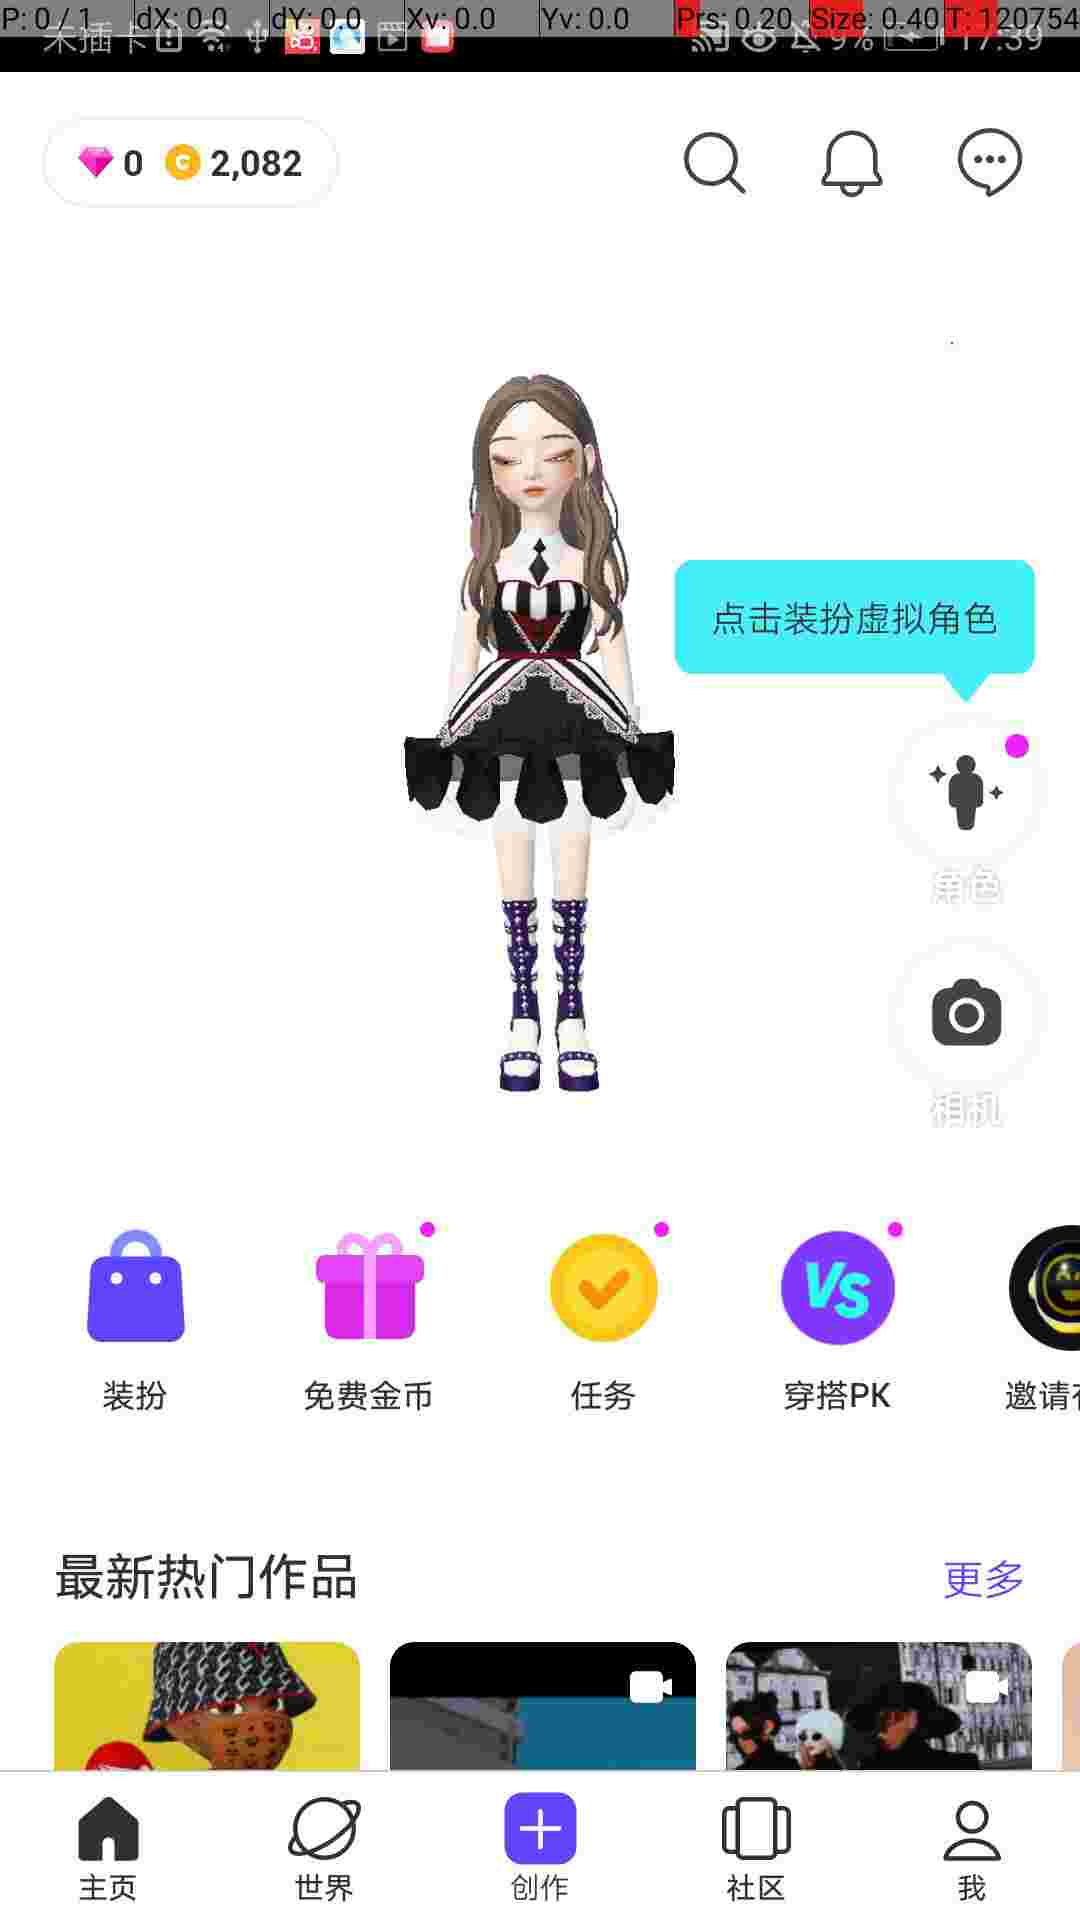 P: 0 / 1 dX: 0.0 dY: 0.0 Xv: 0.0 Yv: 0.0 Prs: 0.20 Size: 0.40 T: 120754
未插卡 9% 17:39
0 2,082
点击装扮虚拟角色
角色
相机
VS
装扮 免费金币 任务 穿搭PK 邀请
最新热门作品 更多
主页 世界 创作 社区 我